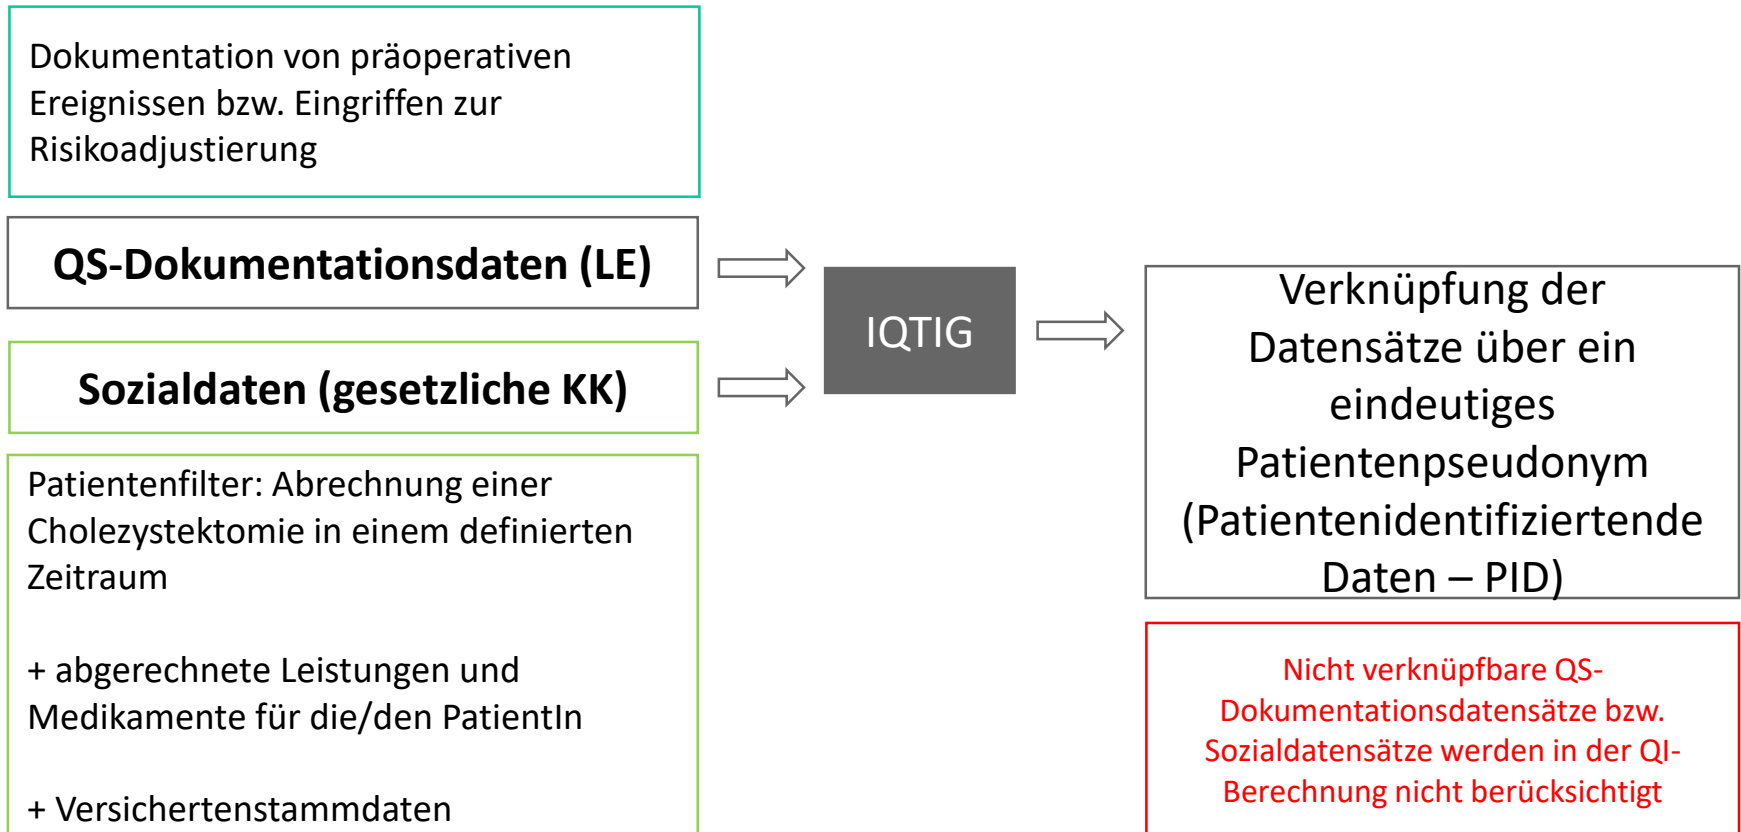 Dokumentation von präoperativen
Ereignissen bzw. Eingriffen zur
Risikoadjustierung
QS-Dokumentationsdaten (LE)
Sozialdaten (gesetzliche KK)
Patientenfilter: Abrechnung einer
Cholezystektomie in einem definierten
Zeitraum
+ abgerechnete Leistungen und
Medikamente für die/den PatientIn
+ Versichertenstammdaten
IQTIG
Verknüpfung der
Datensätze über ein
eindeutiges
Patientenpseudonym
(Patientenidentifiziertende
Daten – PID)
Nicht verknüpfbare QS-
Dokumentationsdatensätze bzw.
Sozialdatensätze werden in der QI-
Berechnung nicht berücksichtigt